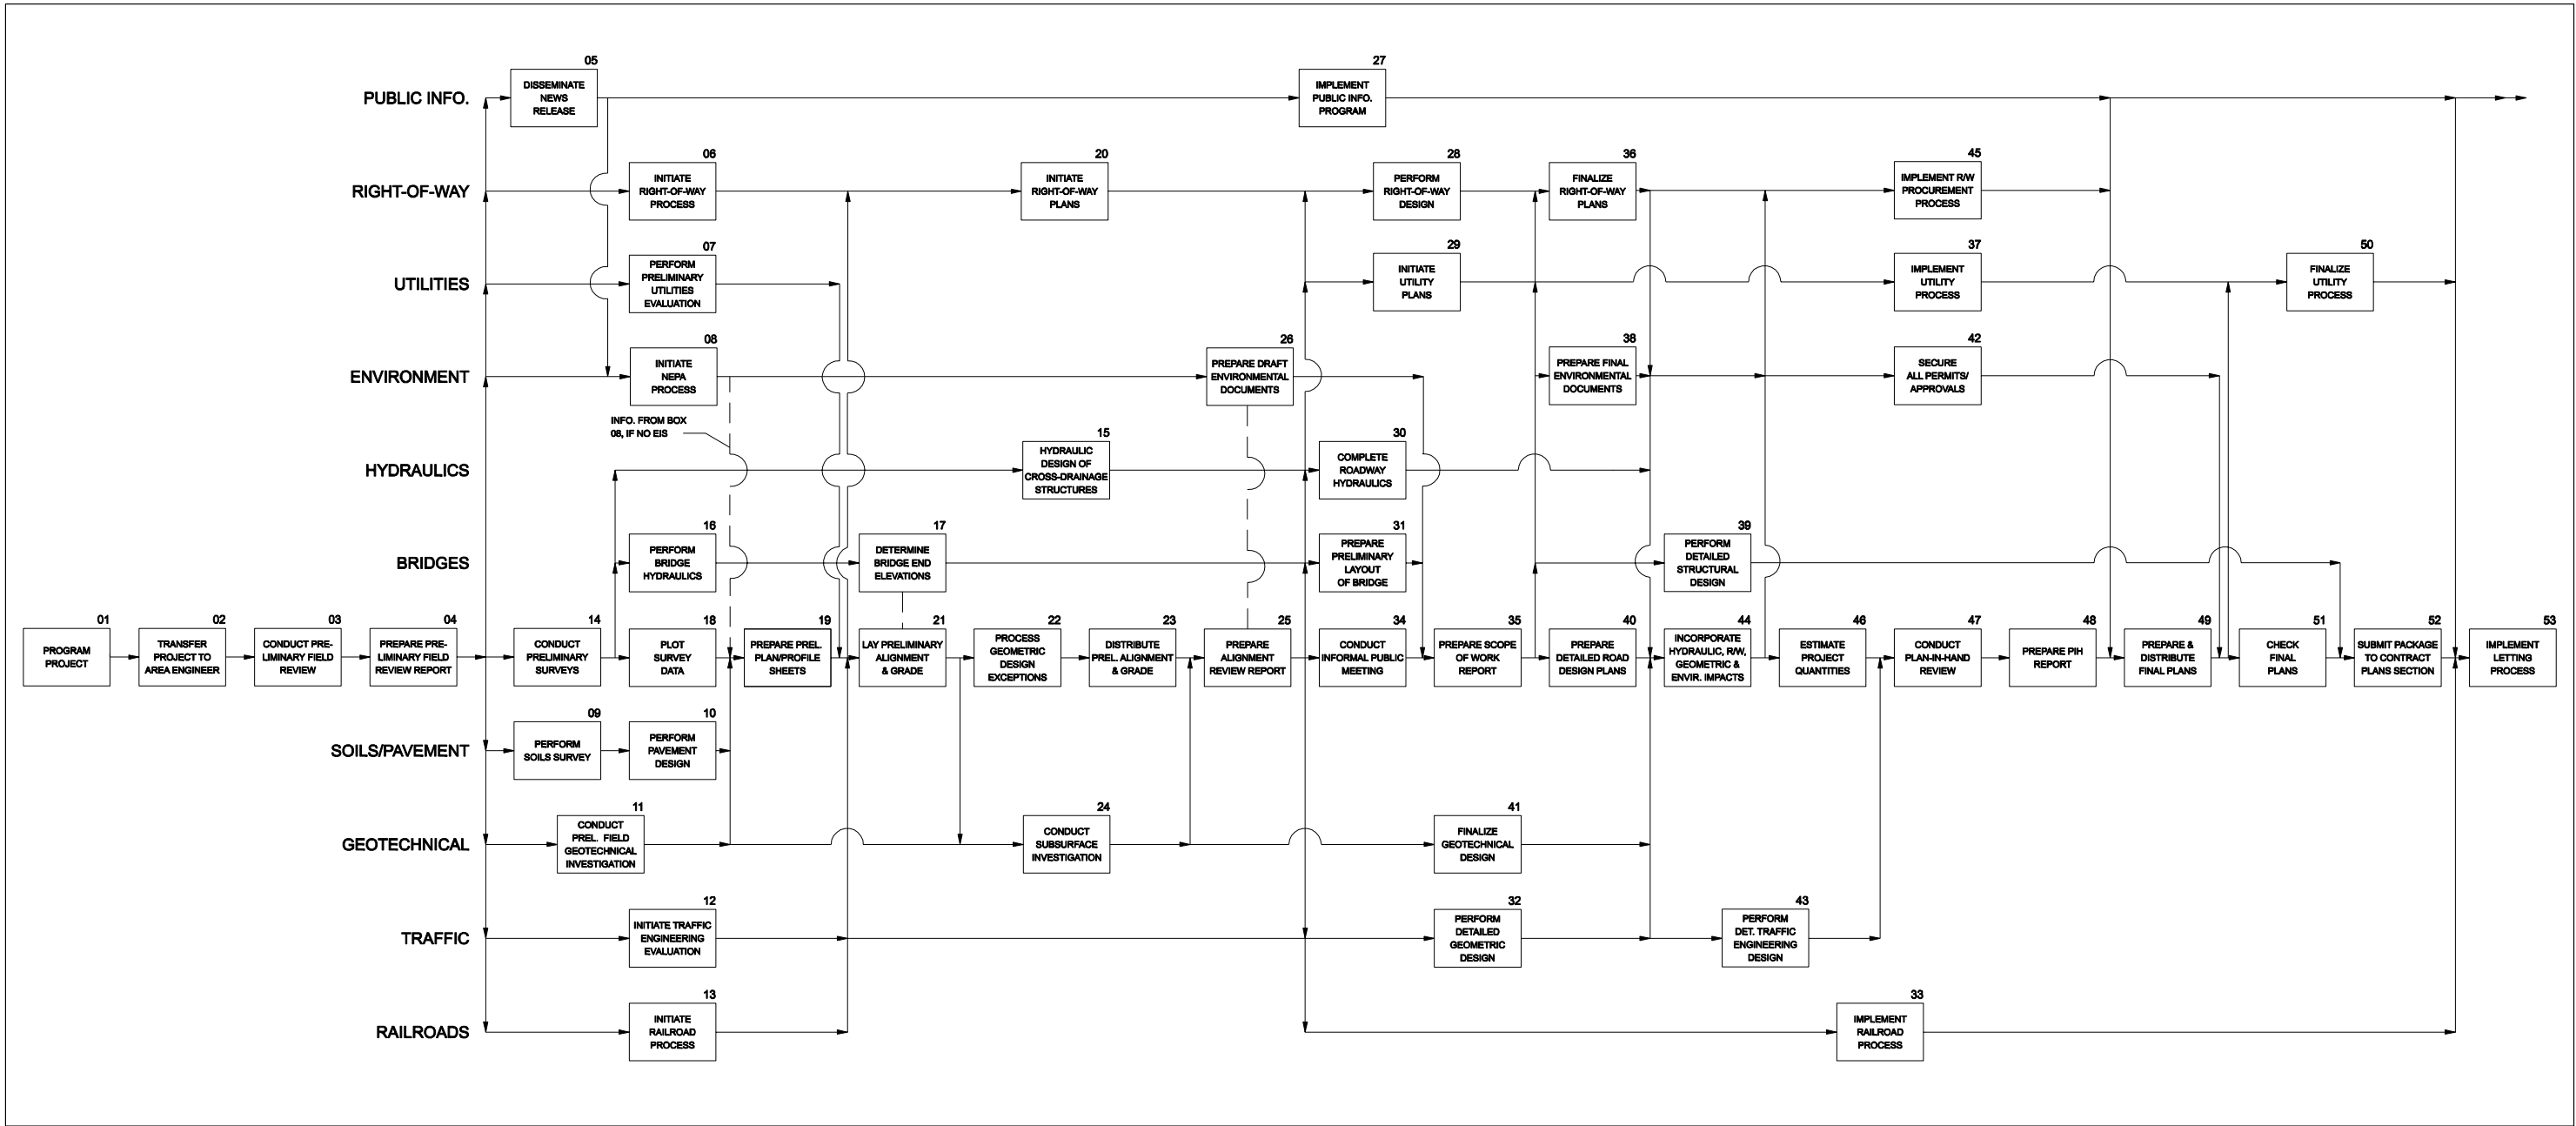 05
DISSEMINATE
NEWS
RELEASE
27
IMPLEMENT
PUBLIC INFO.
PROGRAM
PUBLIC INFO.
RIGHT-OF-WAY
06
INITIATE
RIGHT-OF-WAY
PROCESS
20
INITIATE
RIGHT-OF-WAY
PLANS
28
PERFORM
RIGHT-OF-WAY
DESIGN
36
FINALIZE
RIGHT-OF-WAY
PLANS
45
IMPLEMENT R/W
PROCUREMENT
PROCESS
UTILITIES
07
PERFORM
PRELIMINARY
UTILITIES
EVALUATION
29
INITIATE
UTILITY
PLANS
37
IMPLEMENT
UTILITY
PROCESS
50
FINALIZE
UTILITY
PROCESS
ENVIRONMENT
08
INITIATE
NEPA
PROCESS
26
PREPARE DRAFT
ENVIRONMENTAL
DOCUMENTS
38
PREPARE FINAL
ENVIRONMENTAL
DOCUMENTS
42
SECURE
ALL PERMITS/
APPROVALS
INFO. FROM BOX
08, IF NO EIS
HYDRAULICS
15
HYDRAULIC
DESIGN OF
CROSS-DRAINAGE
STRUCTURES
30
COMPLETE
ROADWAY
HYDRAULICS
BRIDGES
16
PERFORM
BRIDGE
HYDRAULICS
17
DETERMINE
BRIDGE END
ELEVATIONS
31
PREPARE
PRELIMINARY
LAYOUT
OF BRIDGE
39
PERFORM
DETAILED
STRUCTURAL
DESIGN
01
PROGRAM
PROJECT
02
TRANSFER
PROJECT TO
AREA ENGINEER
03
CONDUCT PRE-
LIMINARY FIELD
REVIEW
04
PREPARE PRE-
LIMINARY FIELD
REVIEW REPORT
14
CONDUCT
PRELIMINARY
SURVEYS
18
PLOT
SURVEY
DATA
19
PREPARE PREL.
PLAN/PROFILE
SHEETS
21
LAY PRELIMINARY
ALIGNMENT
& GRADE
22
PROCESS
GEOMETRIC
DESIGN
EXCEPTIONS
23
DISTRIBUTE
PREL. ALIGNMENT
& GRADE
25
PREPARE
ALIGNMENT
REVIEW REPORT
34
CONDUCT
INFORMAL PUBLIC
MEETING
35
PREPARE SCOPE
OF WORK
REPORT
40
PREPARE
DETAILED ROAD
DESIGN PLANS
44
INCORPORATE
HYDRAULIC, R/W,
GEOMETRIC &
ENVIR. IMPACTS
46
ESTIMATE
PROJECT
QUANTITIES
47
CONDUCT
PLAN-IN-HAND
REVIEW
48
PREPARE PIH
REPORT
49
PREPARE &
DISTRIBUTE
FINAL PLANS
51
CHECK
FINAL
PLANS
52
SUBMIT PACKAGE
TO CONTRACT
PLANS SECTION
53
IMPLEMENT
LETTING
PROCESS
SOILS/PAVEMENT
09
PERFORM
SOILS SURVEY
10
PERFORM
PAVEMENT
DESIGN
GEOTECHNICAL
11
CONDUCT
PREL. FIELD
GEOTECHNICAL
INVESTIGATION
24
CONDUCT
SUBSURFACE
INVESTIGATION
41
FINALIZE
GEOTECHNICAL
DESIGN
TRAFFIC
12
INITIATE TRAFFIC
ENGINEERING
EVALUATION
32
PERFORM
DETAILED
GEOMETRIC
DESIGN
43
PERFORM
DET. TRAFFIC
ENGINEERING
DESIGN
RAILROADS
13
INITIATE
RAILROAD
PROCESS
33
IMPLEMENT
RAILROAD
PROCESS